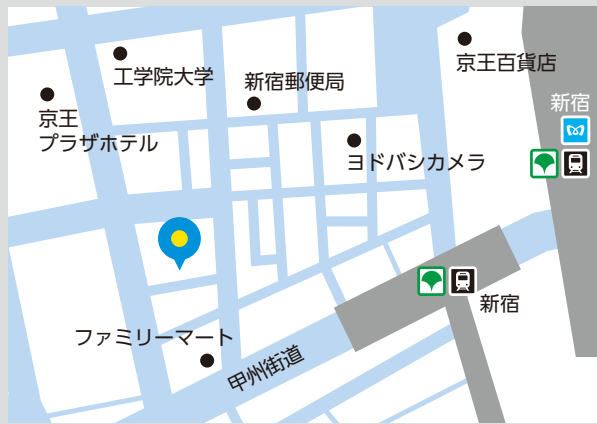 工学院大学
京王百貨店
新宿郵便局
新宿
京王
プラザホテル
ヨドバシカメラ
新宿
ファミリーマート
甲州街道